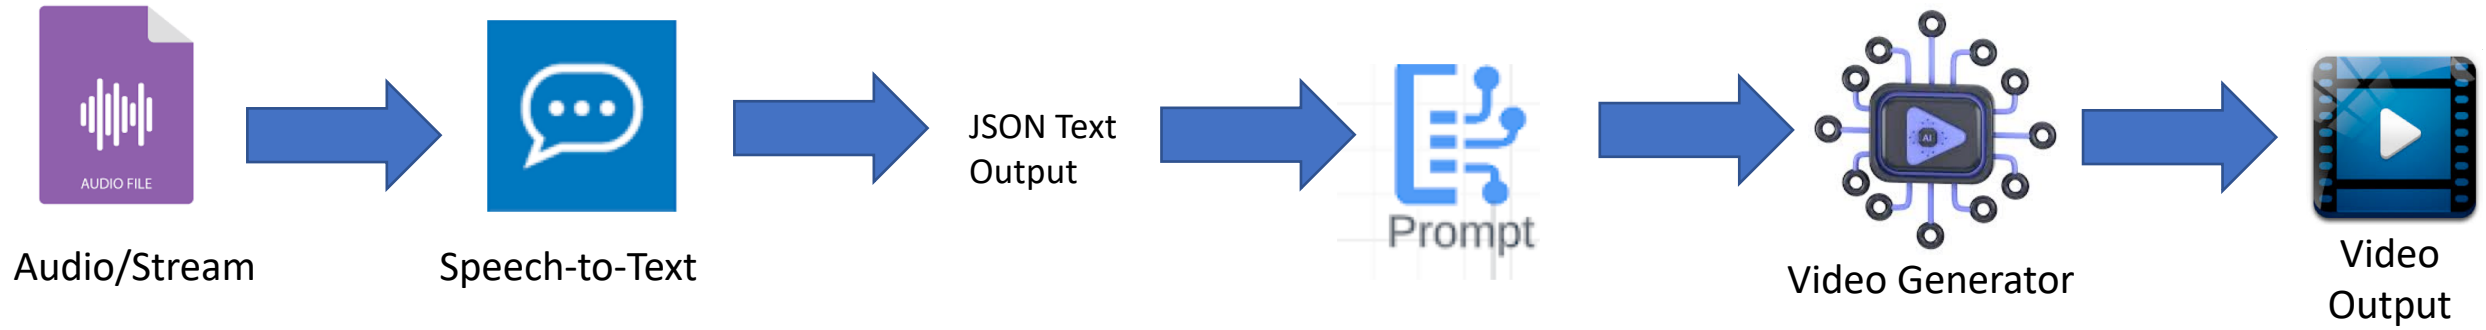 AUDIO FILE
Audio/Stream
Speech-to-Text
JSON Text
Output
Prompt
AI
Video Generator
Video
Output